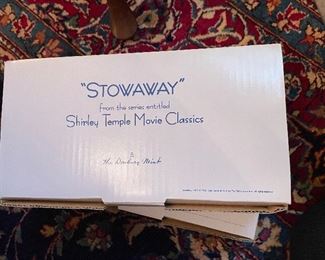 "STOWAWAY"
from the series entitled
Shirley Temple Movie Classics
The Danbury Mint